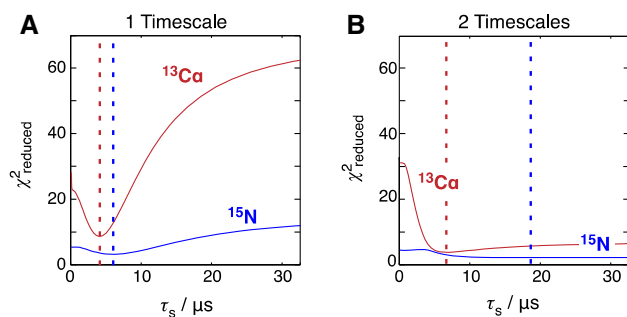 A
1 Timescale
60
40
20
0
χ²reduced
¹³Cα
¹⁵N
0
10
20
30
τs / μs
B
2 Timescales
60
40
20
0
χ²reduced
¹³Cα
¹⁵N
0
10
20
30
τs / μs